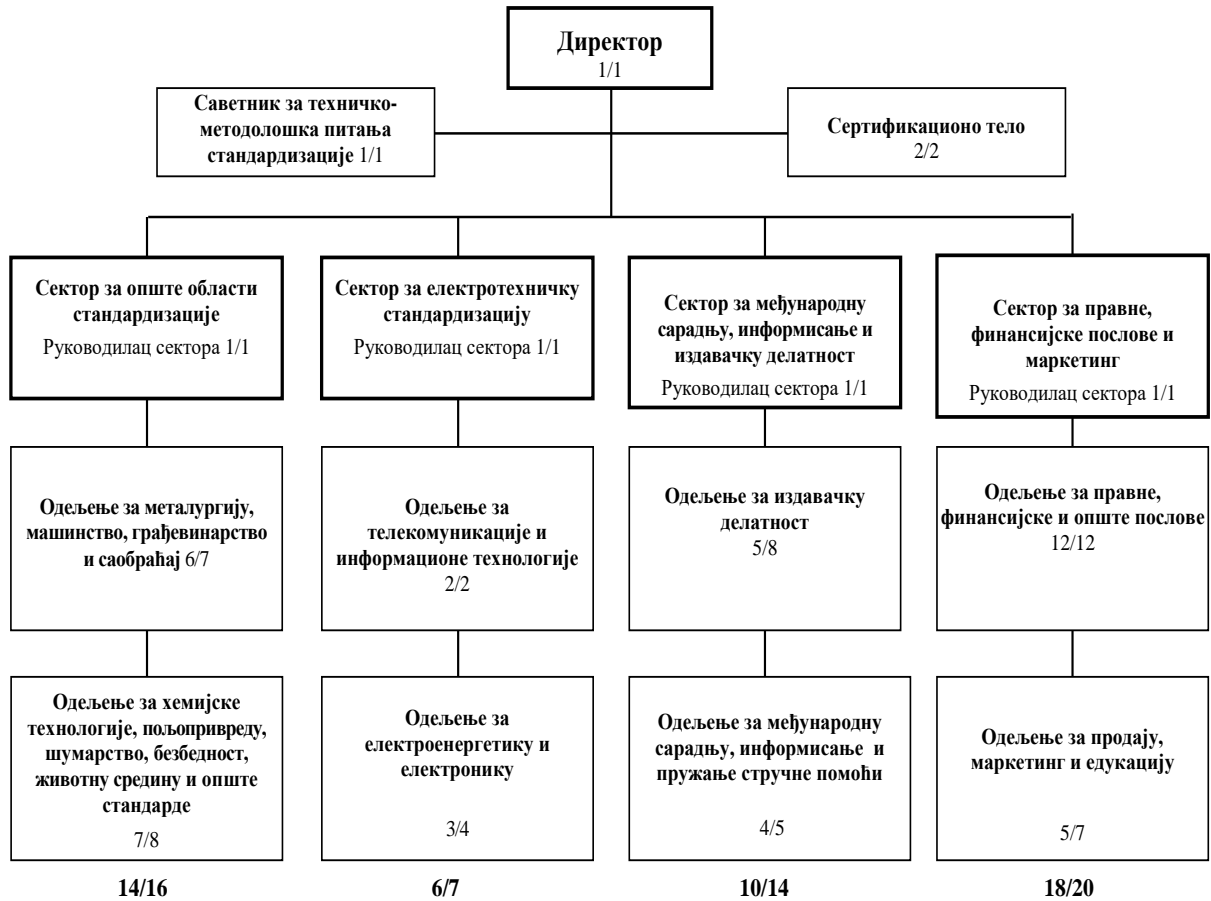 Директор
1/1
Саветник за техничко-
методолошка питања
стандардизације 1/1
Сертификационо тело
2/2
Сектор за опште области
стандардизације
Руководилац сектора 1/1
Сектор за електротехничку
стандардизацију
Руководилац сектора 1/1
Сектор за међународну
сарадњу, информисање и
издавачку делатност
Руководилац сектора 1/1
Сектор за правне,
финансијске послове и
маркетинг
Руководилац сектора 1/1
Одељење за металургију,
машинство, грађевинарство
и саобраћај 6/7
Одељење за
телекомуникације и
информационе технологије
2/2
Одељење за издавачку
делатност
5/8
Одељење за правне,
финансијске и опште послове
12/12
Одељење за хемијске
технологије, пољопривреду,
шумарство, безбедност,
животну средину и опште
стандарде
7/8
Одељење за
електроенергетику и
електронику
3/4
Одељење за међународну
сарадњу, информисање и
пружање стручне помоћи
4/5
Одељење за продају,
маркетинг и едукацију
5/7
14/16
6/7
10/14
18/20